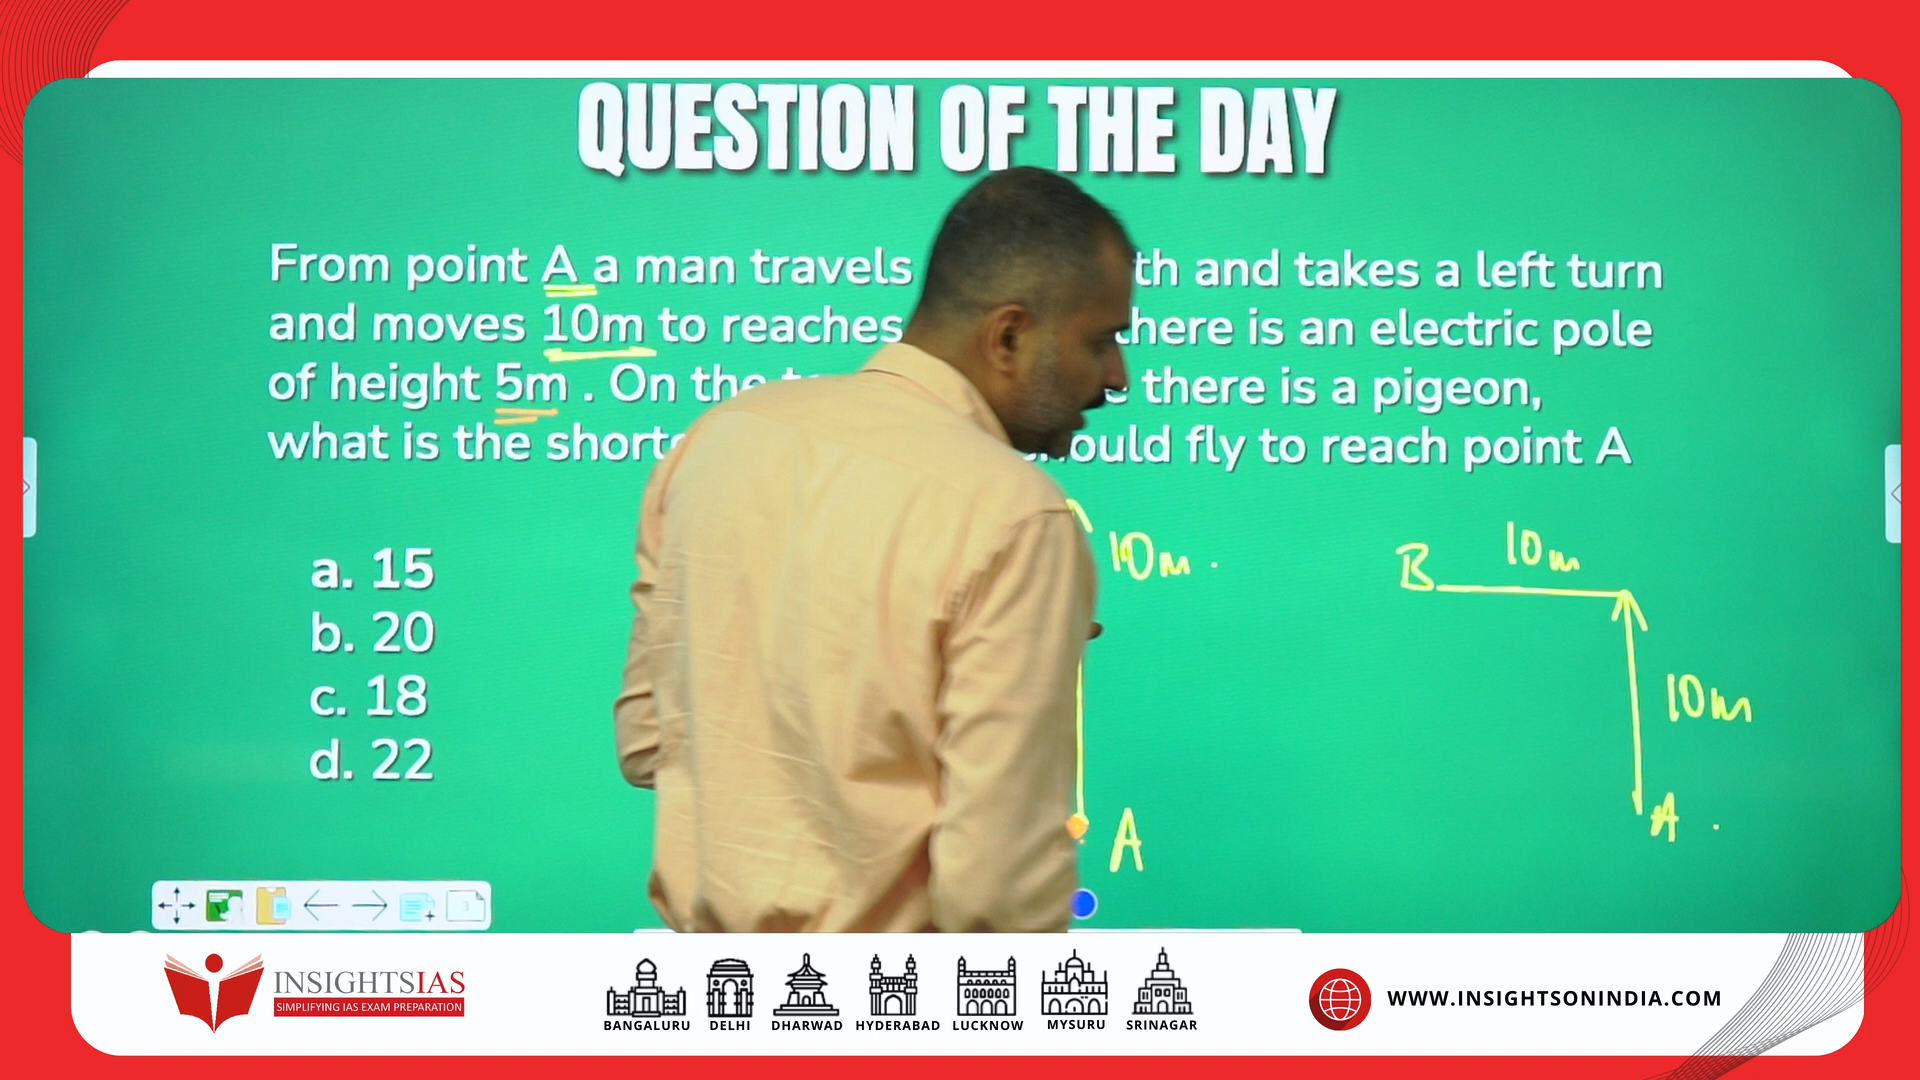 QUESTION OF THE DAY
From point A a man travels th and takes a left turn
and moves 10m to reaches here is an electric pole
of height 5m . On the there is a pigeon,
what is the ould fly to reach point A
a. 15
b. 20
c. 18
d. 22
10m .
A
B
10m
10m
A .
INSIGHTSIAS
SIMPLIFYING IAS EXAM PREPARATION
BANGALURU DELHI DHARWAD HYDERABAD LUCKNOW MYSURU SRINAGAR
WWW.INSIGHTSONINDIA.COM